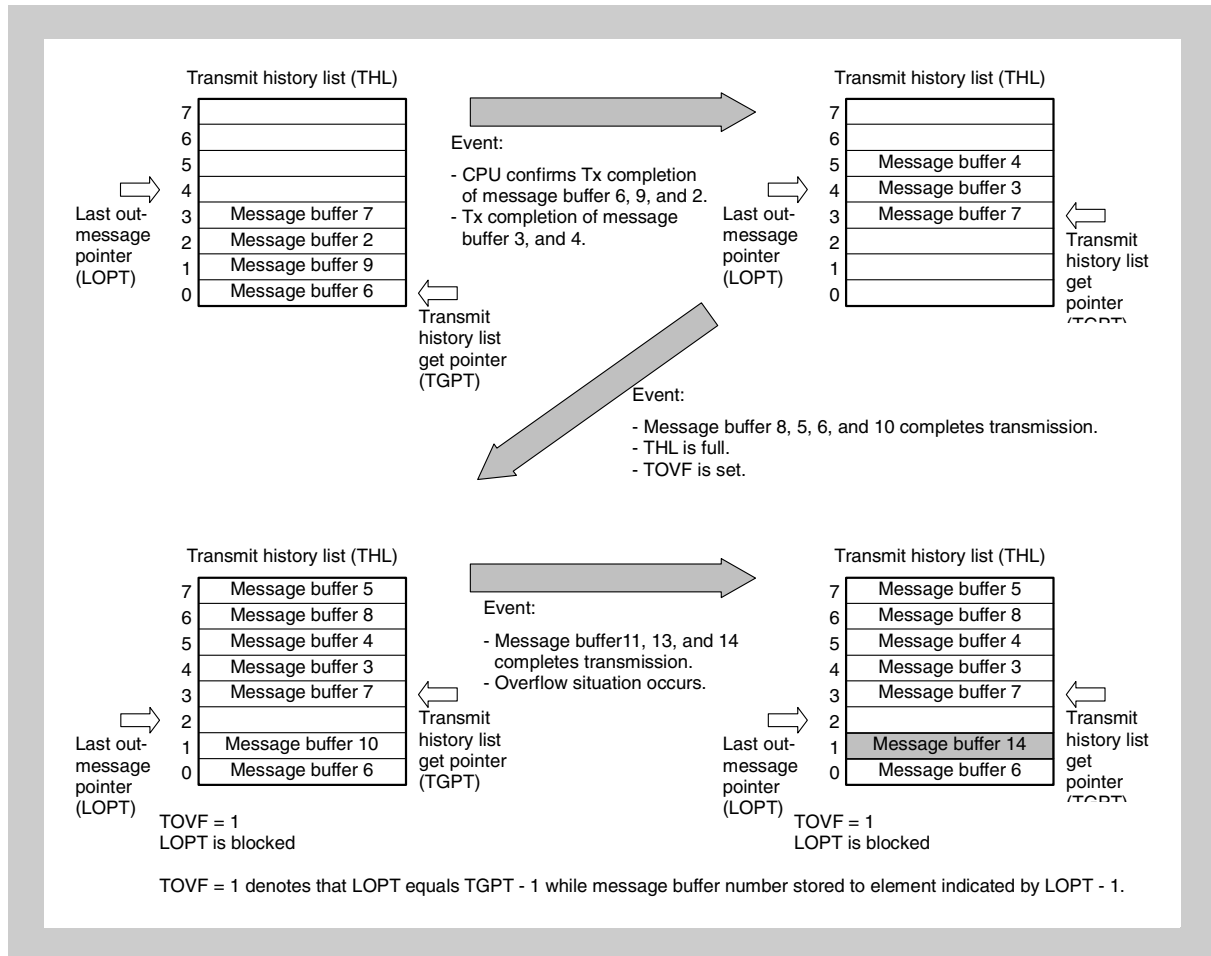 Transmit history list (THL)
7
6
5
4
3 Message buffer 7
2 Message buffer 2
1 Message buffer 9
0 Message buffer 6
Last out-
message
pointer
(LOPT)
Transmit
history list
get pointer
(TGPT)
Event:
- CPU confirms Tx completion
of message buffer 6, 9, and 2.
- Tx completion of message
buffer 3, and 4.
Transmit history list (THL)
7
6
5 Message buffer 4
4 Message buffer 3
3 Message buffer 7
2
1
0
Last out-
message
pointer
(LOPT)
Transmit
history list
get
pointer
(TGPT)
Event:
- Message buffer 8, 5, 6, and 10 completes transmission.
- THL is full.
- TOVF is set.
Transmit history list (THL)
7 Message buffer 5
6 Message buffer 8
5 Message buffer 4
4 Message buffer 3
3 Message buffer 7
2
1 Message buffer 10
0 Message buffer 6
Last out-
message
pointer
(LOPT)
Transmit
history list
get pointer
(TGPT)
TOVF = 1
LOPT is blocked
Event:
- Message buffer11, 13, and 14
completes transmission.
- Overflow situation occurs.
Transmit history list (THL)
7 Message buffer 5
6 Message buffer 8
5 Message buffer 4
4 Message buffer 3
3 Message buffer 7
2
1 Message buffer 14
0 Message buffer 6
Last out-
message
pointer
(LOPT)
Transmit
history list
get
pointer
(TGPT)
TOVF = 1
LOPT is blocked
TOVF = 1 denotes that LOPT equals TGPT - 1 while message buffer number stored to element indicated by LOPT - 1.